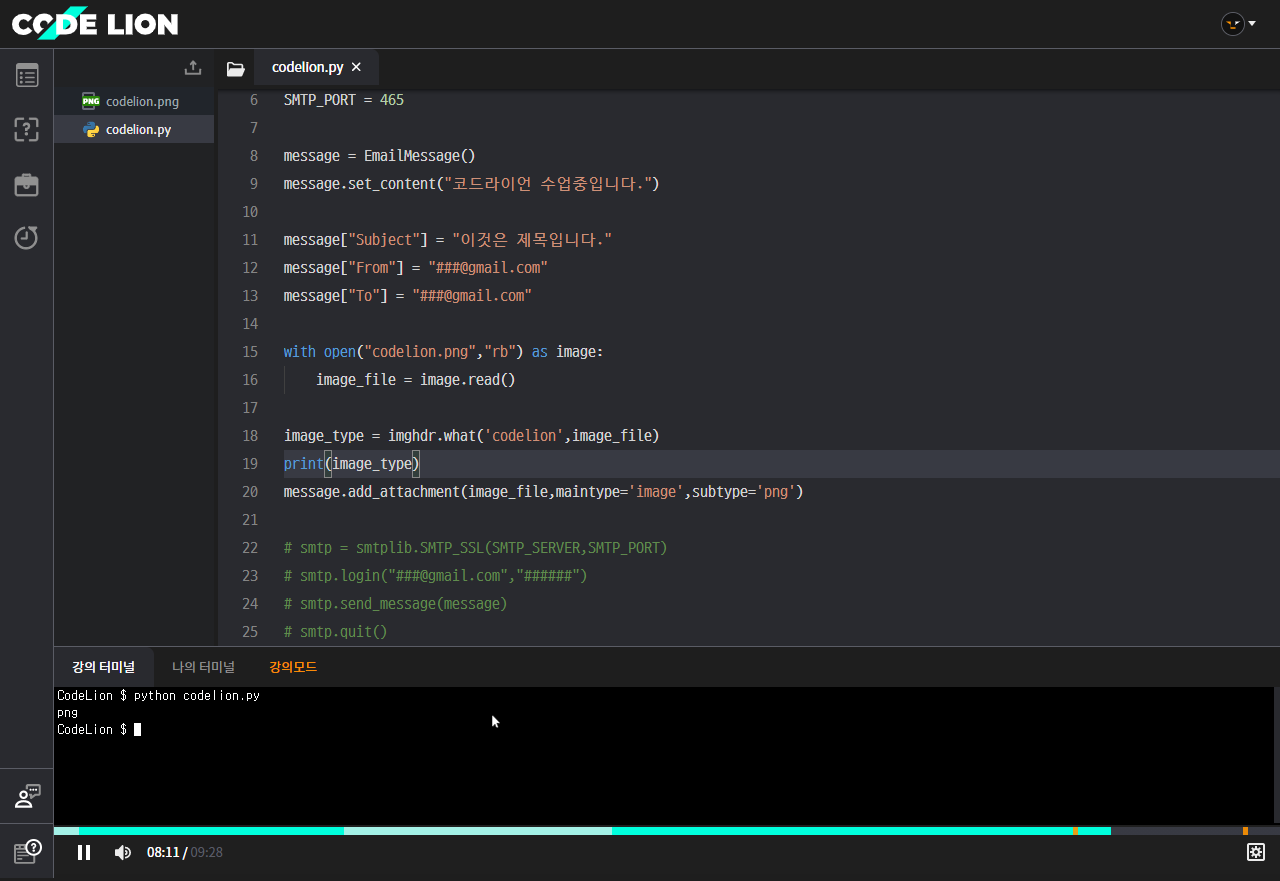 CODE LION
codelion.py ×
PNG codelion.png
codelion.py
6 SMTP_PORT = 465
7
8 message = EmailMessage()
9 message.set_content("코드라이언 수업중입니다.")
10
11 message["Subject"] = "이것은 제목입니다."
12 message["From"] = "###@gmail.com"
13 message["To"] = "###@gmail.com"
14
15 with open("codelion.png","rb") as image:
16     image_file = image.read()
17
18 image_type = imghdr.what('codelion',image_file)
19 print(image_type)
20 message.add_attachment(image_file,maintype='image',subtype='png')
21
22 # smtp = smtplib.SMTP_SSL(SMTP_SERVER,SMTP_PORT)
23 # smtp.login("###@gmail.com","######")
24 # smtp.send_message(message)
25 # smtp.quit()
강의 터미널 나의 터미널 강의모드
CodeLion $ python codelion.py
png
CodeLion $
08:11 / 09:28